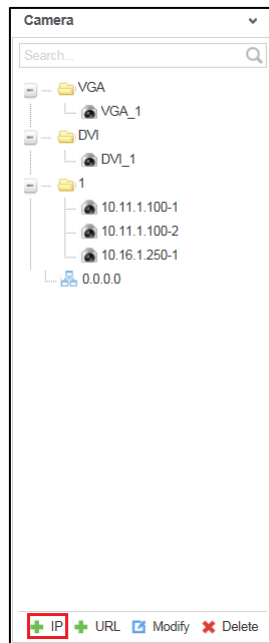 Camera
Search...
VGA
VGA_1
DVI
DVI_1
1
10.11.1.100-1
10.11.1.100-2
10.16.1.250-1
0.0.0.0
IP URL Modify Delete